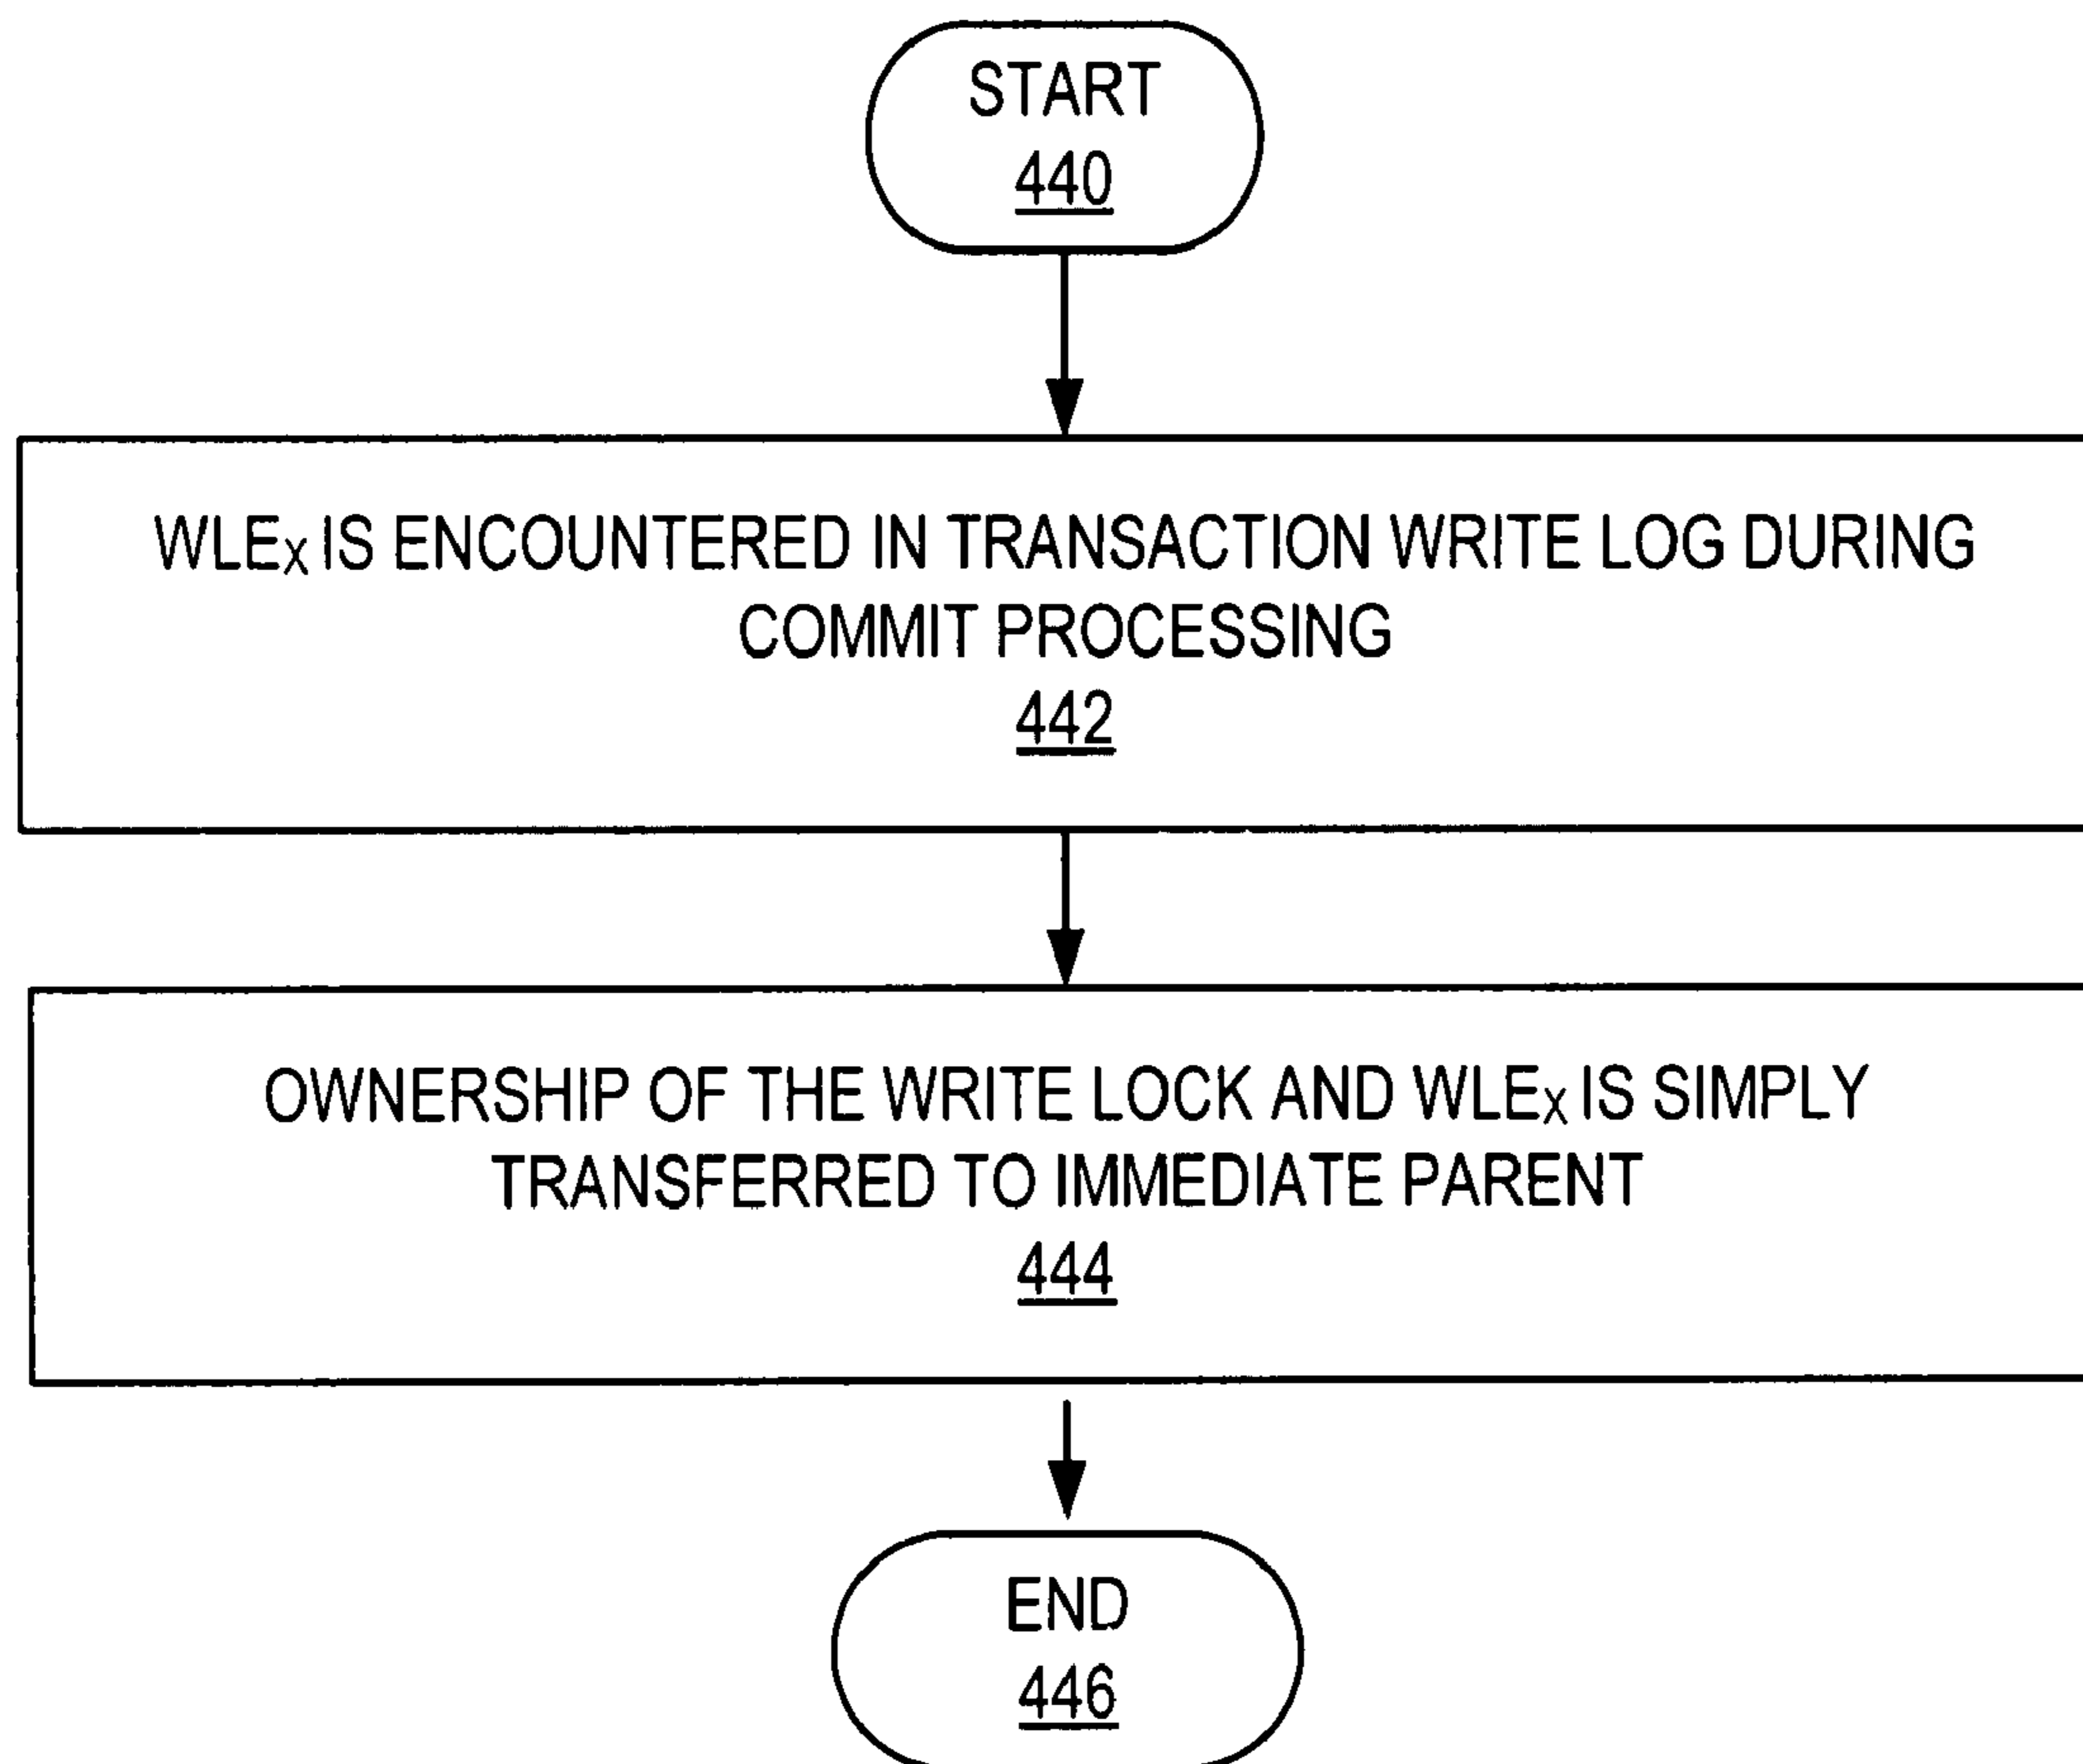 START
440
WLEX IS ENCOUNTERED IN TRANSACTION WRITE LOG DURING
COMMIT PROCESSING
442
OWNERSHIP OF THE WRITE LOCK AND WLEX IS SIMPLY
TRANSFERRED TO IMMEDIATE PARENT
444
END
446